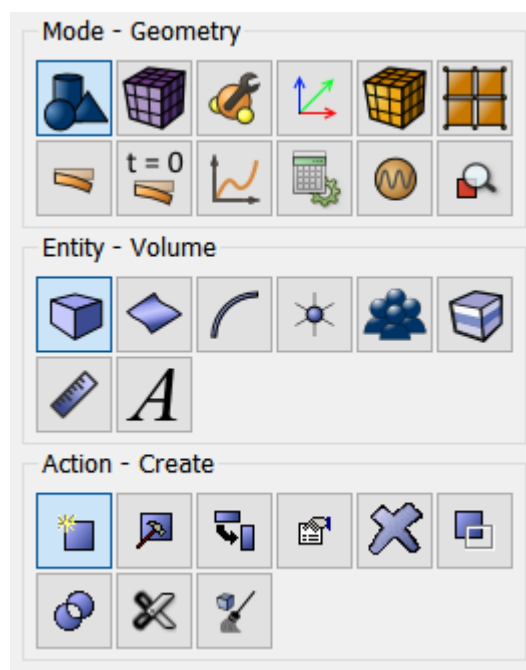 Mode - Geometry
t = 0
Entity - Volume
A
Action - Create